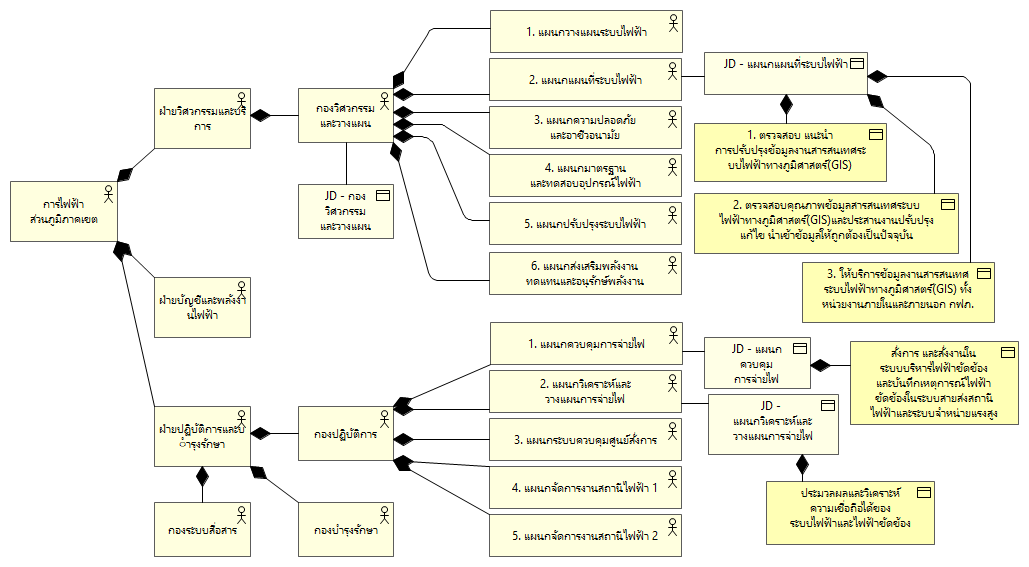 การไฟฟ้า
ส่วนภูมิภาคเขต
ฝ่ายวิศวกรรมและบริ
การ
ฝ่ายบัญชีและพลังงา
นไฟฟ้า
ฝ่ายปฏิบัติการและบ
ำรุงรักษา
กองระบบสื่อสาร
กองบำรุงรักษา
กองวิศวกรรม
และวางแผน
JD - กอง
วิศวกรรม
และวางแผน
กองปฏิบัติการ
1. แผนกวางแผนระบบไฟฟ้า
2. แผนกแผนที่ระบบไฟฟ้า
3. แผนกความปลอดภัย
และอาชีวอนามัย
4. แผนกมาตรฐาน
และทดสอบอุปกรณ์ไฟฟ้า
5. แผนกปรับปรุงระบบไฟฟ้า
6. แผนกส่งเสริมพลังงาน
ทดแทนและอนุรักษ์พลังงาน
JD - แผนกแผนที่ระบบไฟฟ้า
1. ตรวจสอบ แนะนำ
การปรับปรุงข้อมูลงานสารสนเทศระ
บบไฟฟ้าทางภูมิศาสตร์(GIS)
2. ตรวจสอบคุณภาพข้อมูลสารสนเทศระบบ
ไฟฟ้าทางภูมิศาสตร์(GIS)และประสานงานปรับปรุง
แก้ไข นำเข้าข้อมูลให้ถูกต้องเป็นปัจจุบัน
3. ให้บริการข้อมูลงานสารสนเทศ
ระบบไฟฟ้าทางภูมิศาสตร์(GIS) ทั้ง
หน่วยงานภายในและภายนอก กฟภ.
1. แผนกควบคุมการจ่ายไฟ
2. แผนกวิเคราะห์และ
วางแผนการจ่ายไฟ
3. แผนกระบบควบคุมศูนย์สั่งการ
4. แผนกจัดการงานสถานีไฟฟ้า 1
5. แผนกจัดการงานสถานีไฟฟ้า 2
JD - แผนก
ควบคุม
การจ่ายไฟ
สั่งการ และสั่งงานใน
ระบบบริหารไฟฟ้าขัดข้อง
และบันทึกเหตุการณ์ไฟฟ้า
ขัดข้องในระบบสายส่งสถานี
ไฟฟ้าและระบบจำหน่ายแรงสูง
JD -
แผนกวิเคราะห์และ
วางแผนการจ่ายไฟ
ประมวลผลและวิเคราะห์
ความเชื่อถือได้ของ
ระบบไฟฟ้าและไฟฟ้าขัดข้อง